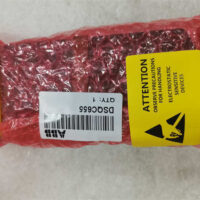 DSQC655
QTY: 1
ABB
ATTENTION
OBSERVE PRECAUTIONS
FOR HANDLING
ELECTROSTATIC
SENSITIVE
DEVICES